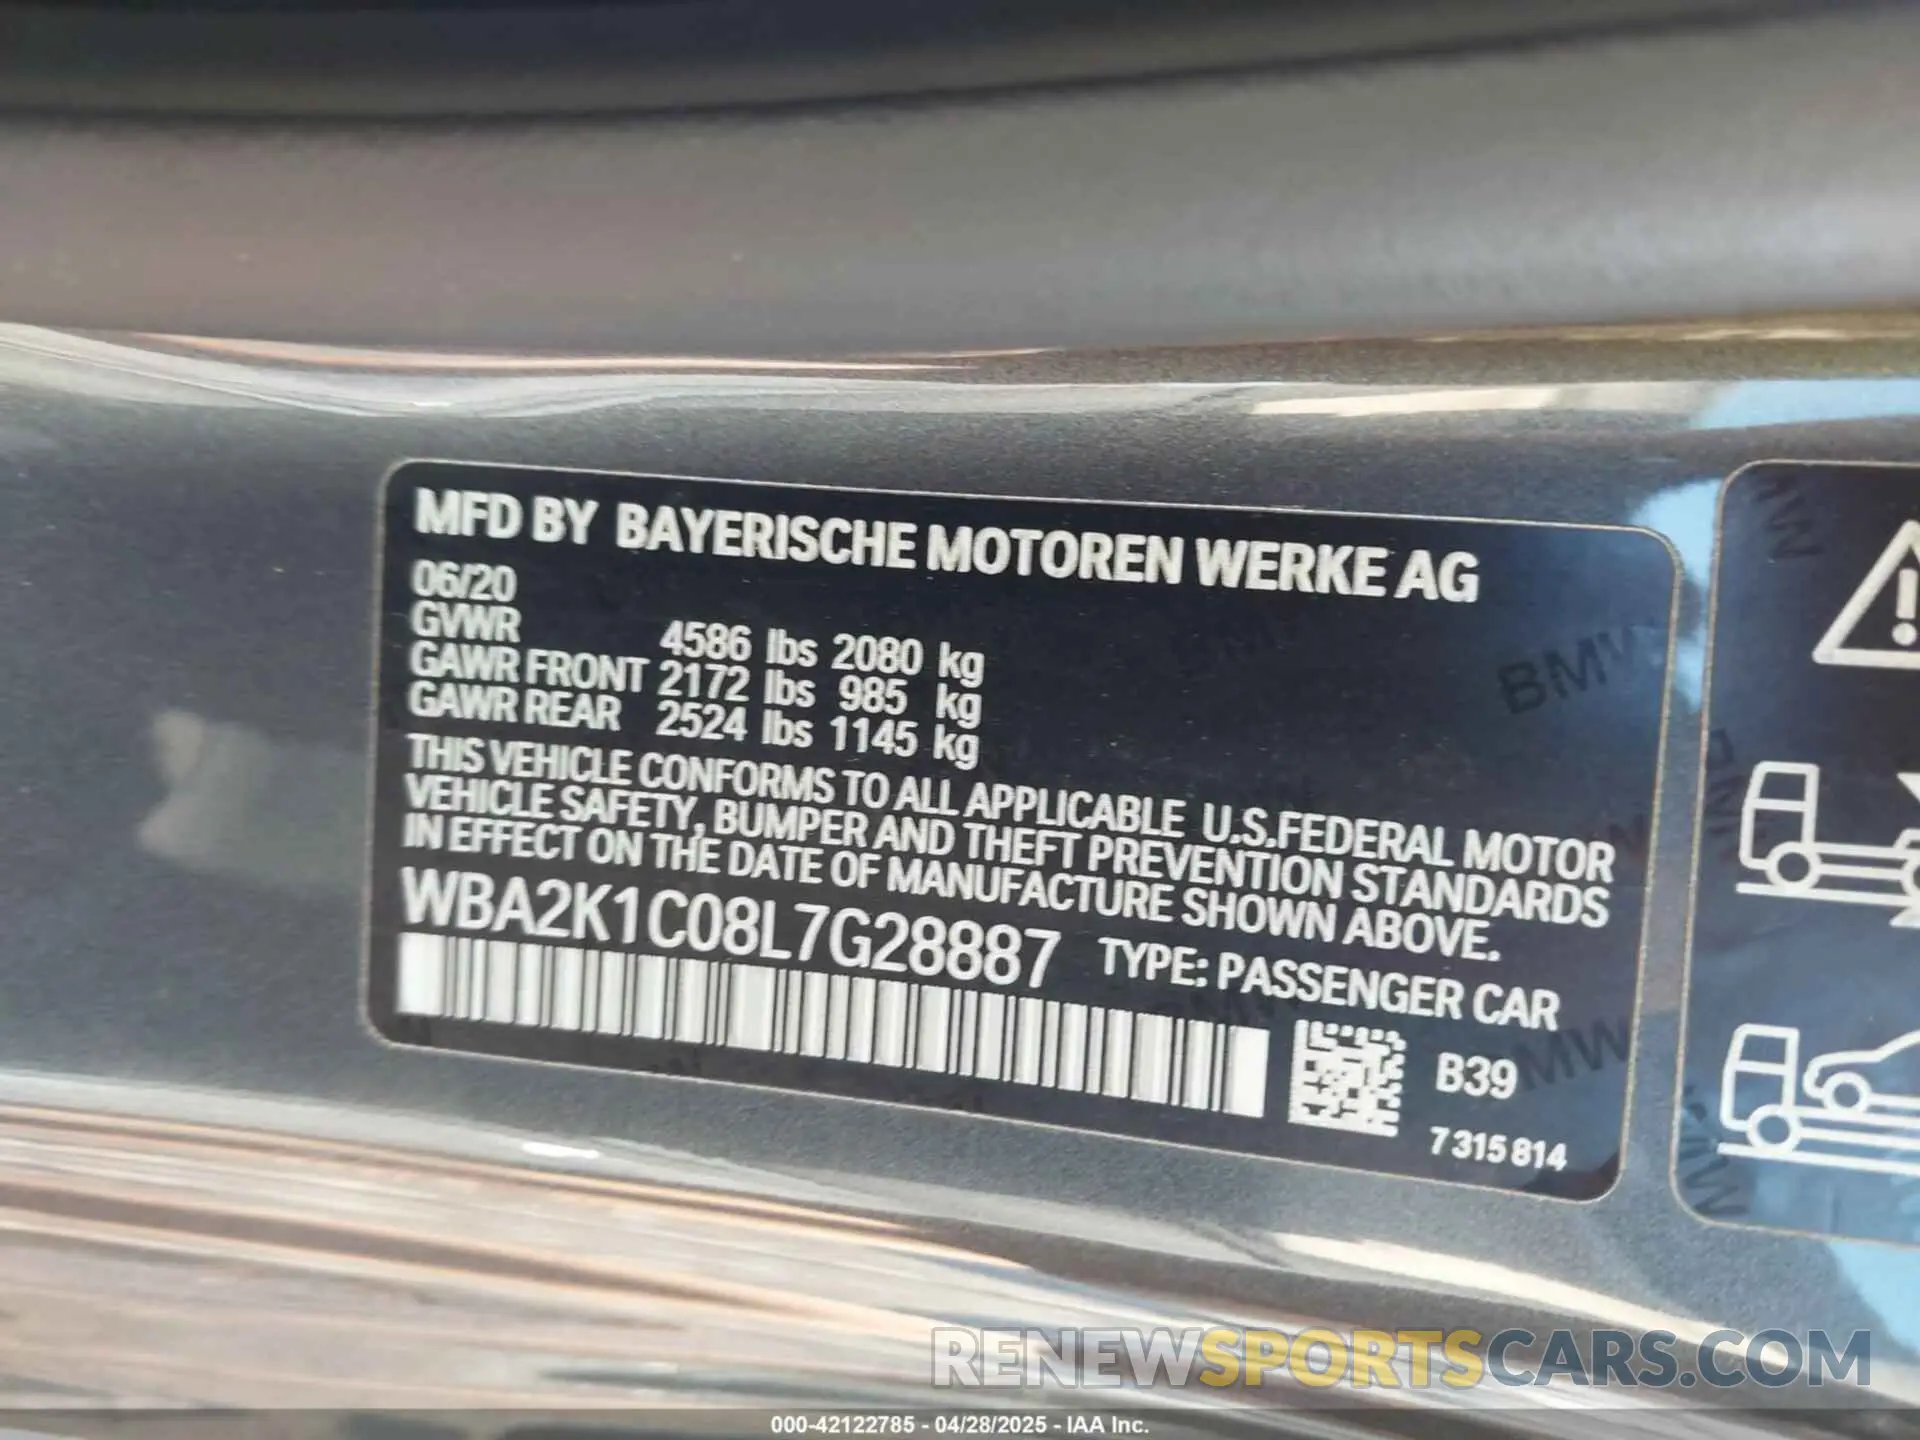 MFD BY BAYERISCHE MOTOREN WERKE AG
06/20
GVWR 4586 lbs 2080 kg
GAWR FRONT 2172 lbs 985 kg
GAWR REAR 2524 lbs 1145 kg
THIS VEHICLE CONFORMS TO ALL APPLICABLE U.S.FEDERAL MOTOR
VEHICLE SAFETY, BUMPER AND THEFT PREVENTION STANDARDS
IN EFFECT ON THE DATE OF MANUFACTURE SHOWN ABOVE.
WBA2K1C08L7G28887 TYPE: PASSENGER CAR
B39
7315814
BMW
RENEWSPORTSCARS.COM
000-42122785 - 04/28/2025 - IAA Inc.